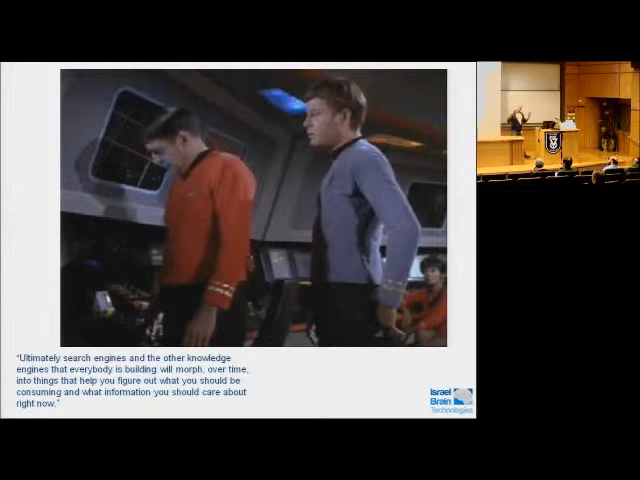 "Ultimately search engines and the other knowledge
engines that everybody is building will morph, over time,
into things that help you figure out what you should be
consuming and what information you should care about
right now."
Israel
Brain
Technologies